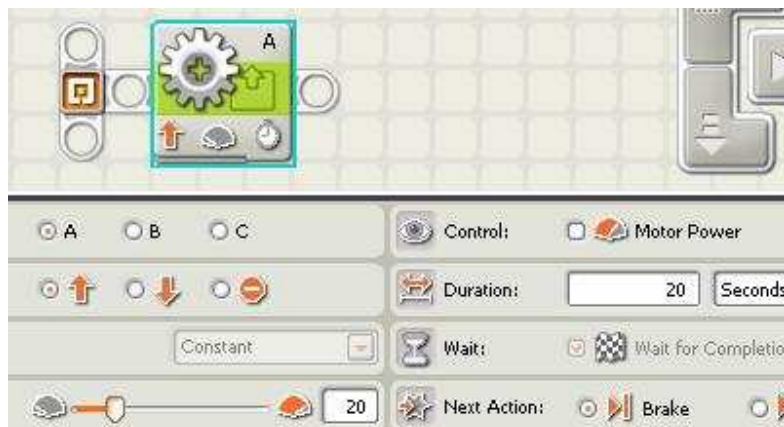 A
A B C Control: Motor Power
Duration: 20 Seconds
Constant Wait: Wait for Completio
20 Next Action: Brake